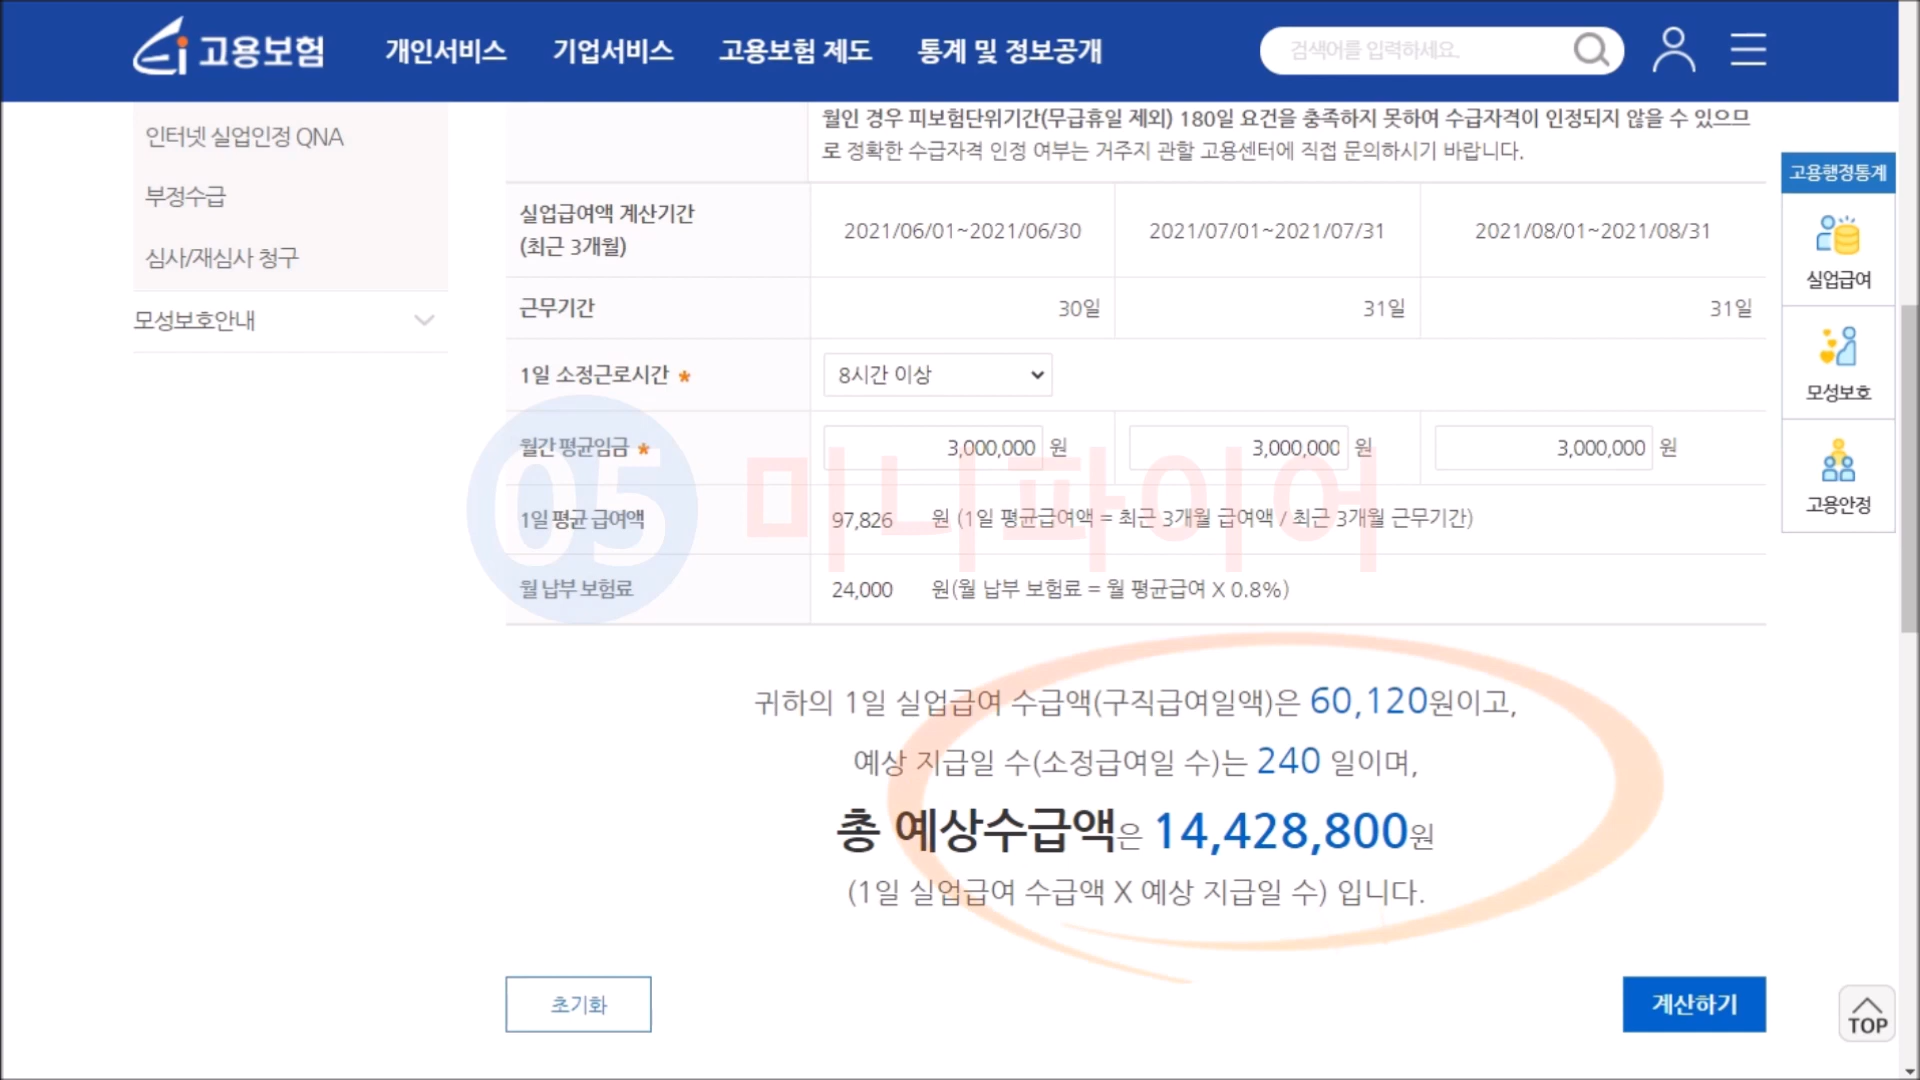 고용보험 개인서비스 기업서비스 고용보험 제도 통계 및 정보공개 검색어를 입력하세요.
인터넷 실업인정 QNA
부정수급
심사/재심사 청구
모성보호안내
월인 경우 피보험단위기간(무급휴일 제외) 180일 요건을 충족하지 못하여 수급자격이 인정되지 않을 수 있으므
로 정확한 수급자격 인정 여부는 거주지 관할 고용센터에 직접 문의하시기 바랍니다.
실업급여액 계산기간
(최근 3개월)
2021/06/01~2021/06/30 2021/07/01~2021/07/31 2021/08/01~2021/08/31
근무기간 30일 31일 31일
1일 소정근로시간 * 8시간 이상
월간 평균임금 * 3,000,000 원 3,000,000 원 3,000,000 원
05 미니파이어
1일 평균 급여액 97,826 원 (1일 평균급여액 = 최근 3개월 급여액 / 최근 3개월 근무기간)
월 납부 보험료 24,000 원(월 납부 보험료 = 월 평균급여 X 0.8%)
귀하의 1일 실업급여 수급액(구직급여일액)은 60,120원이고,
예상 지급일 수(소정급여일 수)는 240 일이며,
총 예상수급액은 14,428,800원
(1일 실업급여 수급액 X 예상 지급일 수) 입니다.
초기화 계산하기
고용행정통계
실업급여
모성보호
고용안정
TOP